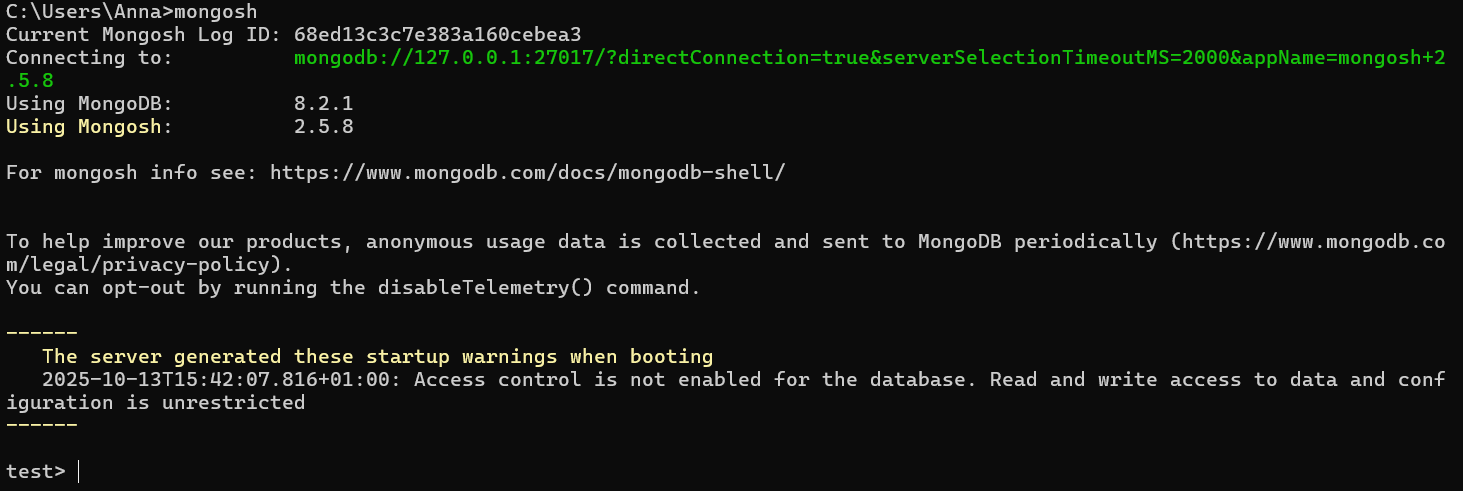 C:\Users\Anna>mongosh
Current Mongosh Log ID: 68ed13c3c7e383a160cebea3
Connecting to:          mongodb://127.0.0.1:27017/?directConnection=true&serverSelectionTimeoutMS=2000&appName=mongosh+2
.5.8
Using MongoDB:          8.2.1
Using Mongosh:          2.5.8
For mongosh info see: https://www.mongodb.com/docs/mongodb-shell/
To help improve our products, anonymous usage data is collected and sent to MongoDB periodically (https://www.mongodb.co
m/legal/privacy-policy).
You can opt-out by running the disableTelemetry() command.
------
   The server generated these startup warnings when booting
   2025-10-13T15:42:07.816+01:00: Access control is not enabled for the database. Read and write access to data and conf
iguration is unrestricted
------
test>